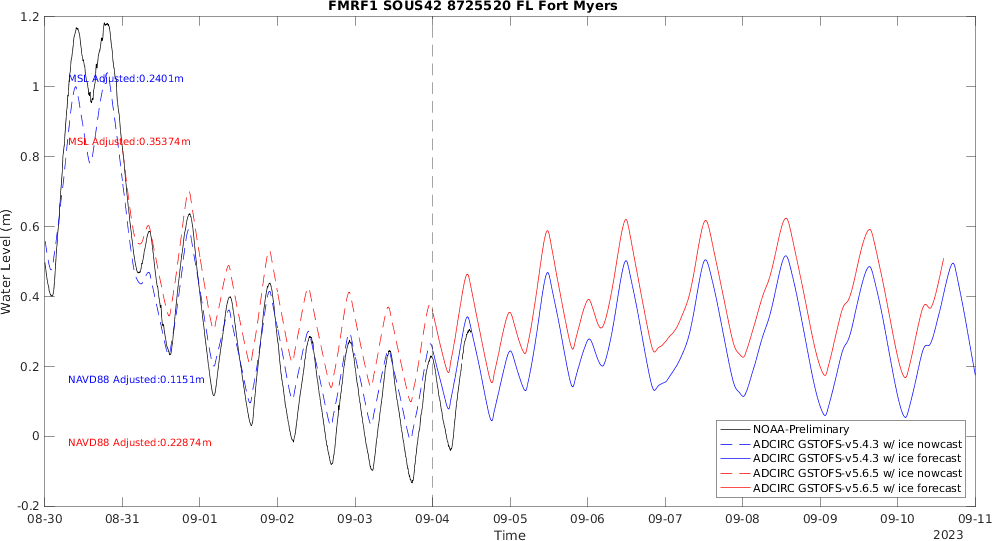 FMRF1 SOUS42 8725520 FL Fort Myers
1.2
1
0.8
0.6
0.4
0.2
0
-0.2
Water Level (m)
MSL Adjusted:0.2401m
MSL Adjusted:0.35374m
NAVD88 Adjusted:0.1151m
NAVD88 Adjusted:0.22874m
NOAA-Preliminary
ADCIRC GSTOFS-v5.4.3 w/ ice nowcast
ADCIRC GSTOFS-v5.4.3 w/ ice forecast
ADCIRC GSTOFS-v5.6.5 w/ ice nowcast
ADCIRC GSTOFS-v5.6.5 w/ ice forecast
08-30 08-31 09-01 09-02 09-03 09-04 09-05 09-06 09-07 09-08 09-09 09-10 09-11
Time
2023